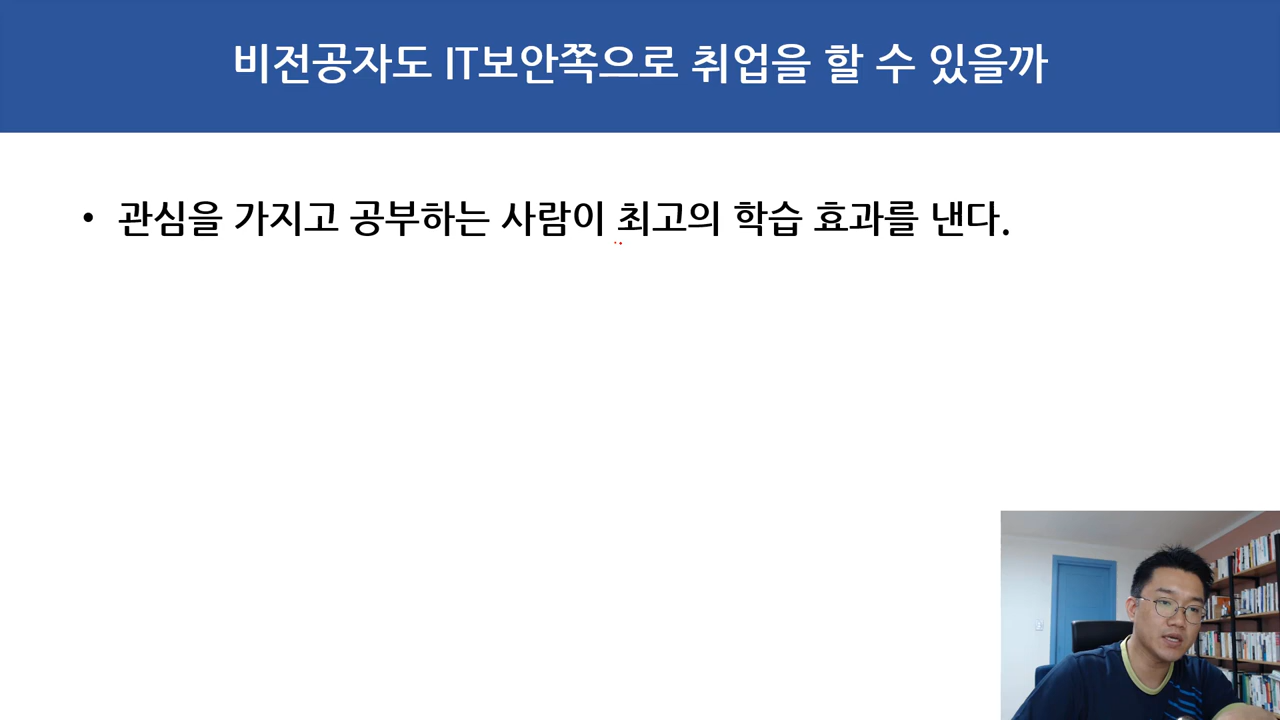 비전공자도 IT보안쪽으로 취업을 할 수 있을까
• 관심을 가지고 공부하는 사람이 최고의 학습 효과를 낸다.